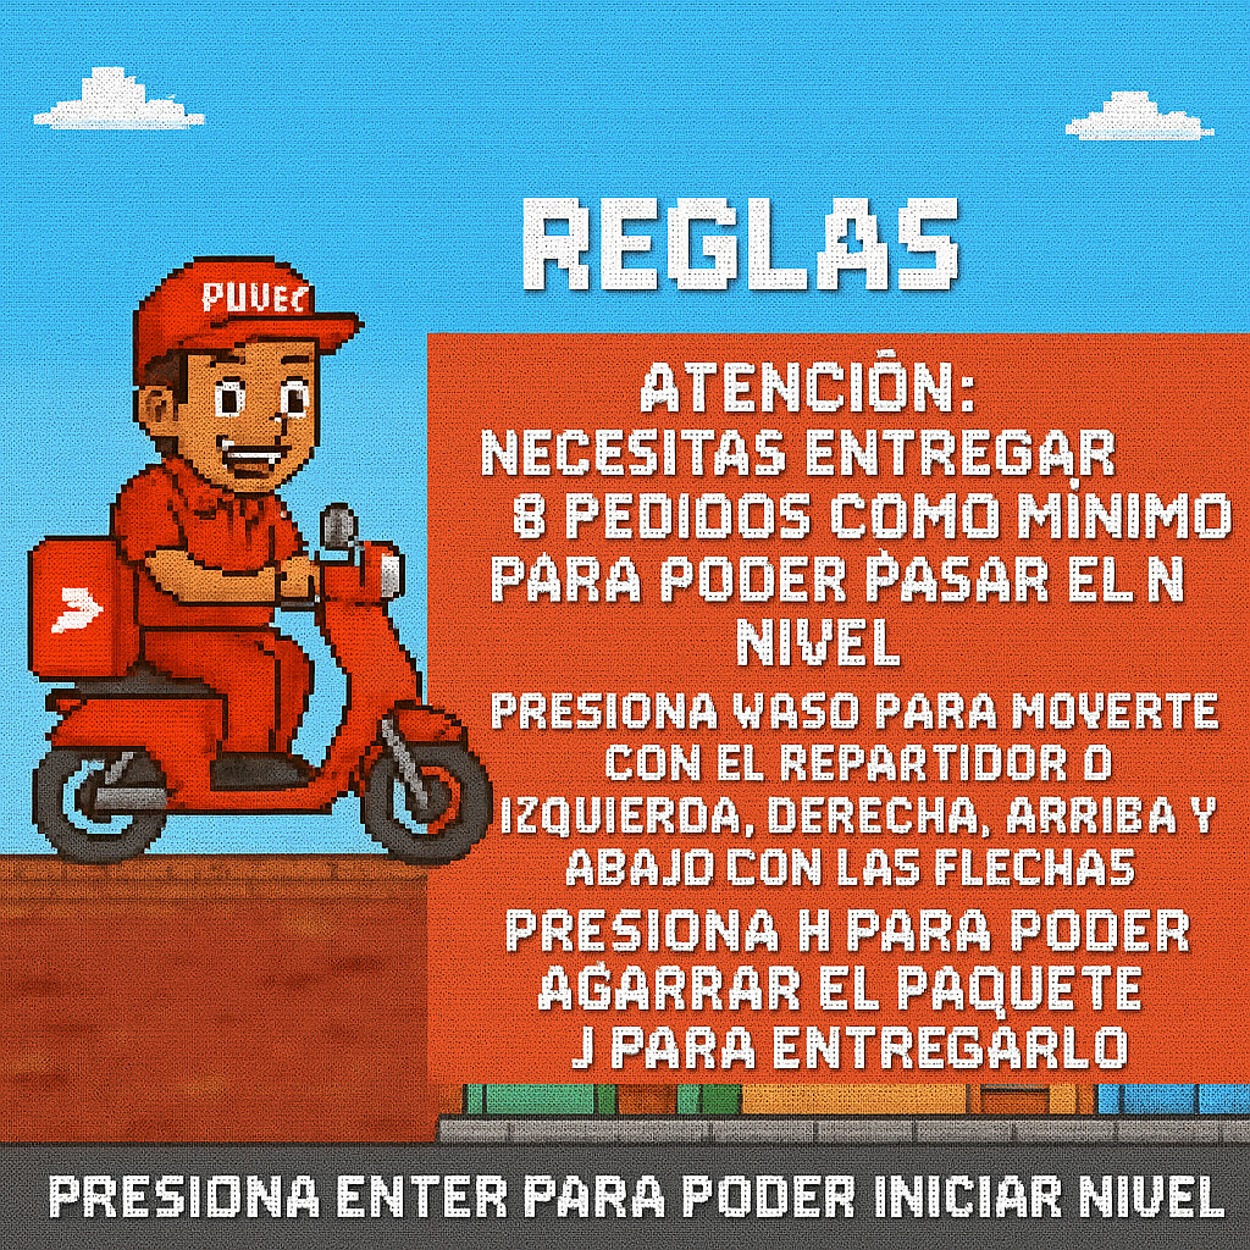 REGLAS
PUVEC
ATENCIÓN:
NECESITAS ENTREGAR
8 PEDIDOS COMO MÍNIMO
PARA PODER PASAR EL N
NIVEL
PRESIONA WASD PARA MOVERTE
CON EL REPARTIDOR O
IZQUIERDA, DERECHA, ARRIBA Y
ABAJO CON LAS FLECHAS
PRESIONA H PARA PODER
AGARRAR EL PAQUETE
J PARA ENTREGARLO
PRESIONA ENTER PARA PODER INICIAR NIVEL